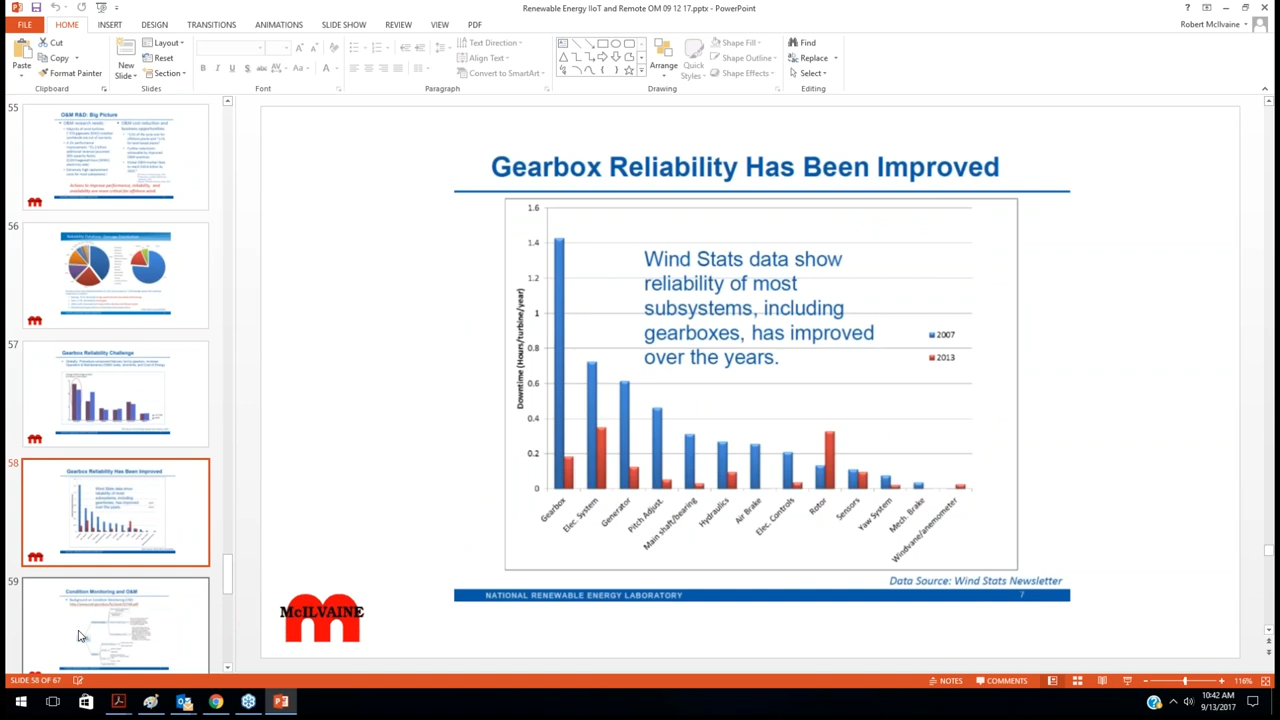 Renewable Energy IIoT and Remote OM 09 12 17.pptx - PowerPoint
FILE HOME INSERT DESIGN TRANSITIONS ANIMATIONS SLIDE SHOW REVIEW VIEW PDF
Robert McIlvaine
Paste
Cut
Copy
Format Painter
Clipboard
New Slide
Layout
Reset
Section
Slides
Font
Text Direction
Align Text
Convert to SmartArt
Paragraph
Arrange
Quick Styles
Shape Fill
Shape Outline
Shape Effects
Drawing
Find
Replace
Select
Editing
55
O&M R&D: Big Picture
56
57
Gearbox Reliability Challenge
58
Gearbox Reliability Has Been Improved
59
Condition Monitoring and O&M
Gearbox Reliability Has Been Improved
1.6
1.4
1.2
1
0.8
0.6
0.4
0.2
0
Downtime (hours/turbine/year)
Wind Stats data show
reliability of most
subsystems, including
gearboxes, has improved
over the years.
2007
2013
Gearbox
Elec. System
Generator
Pitch Adjust.
Main shaft/bearing
Hydraulic
Air Brake
Elec. Controls
Rotor
Sensors
Yaw System
Mech. Brake
Windvane/anemometer
Data Source: Wind Stats Newsletter
NATIONAL RENEWABLE ENERGY LABORATORY 7
McILVAINE
SLIDE 58 OF 67
NOTES COMMENTS 116%
10:42 AM
9/13/2017